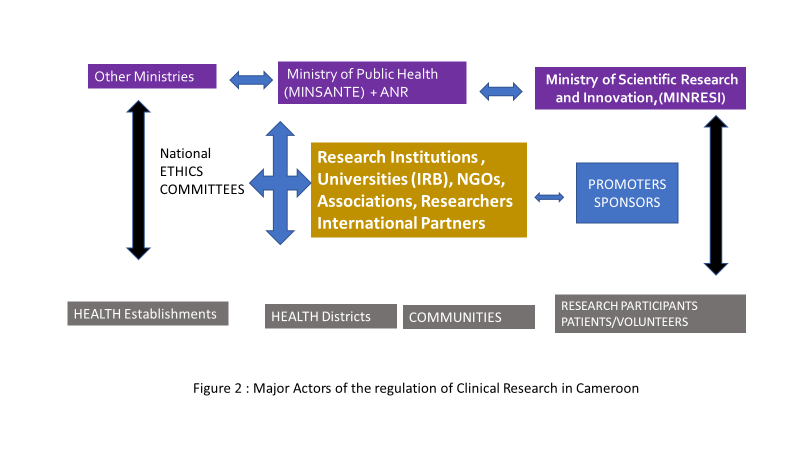 Other Ministries
Ministry of Public Health
(MINSANTE) + ANR
Ministry of Scientific Research
and Innovation,(MINRESI)
National
ETHICS
COMMITTEES
Research Institutions ,
Universities (IRB), NGOs,
Associations, Researchers
International Partners
PROMOTERS
SPONSORS
HEALTH Establishments
HEALTH Districts
COMMUNITIES
RESEARCH PARTICIPANTS
PATIENTS/VOLUNTEERS
Figure 2 : Major Actors of the regulation of Clinical Research in Cameroon